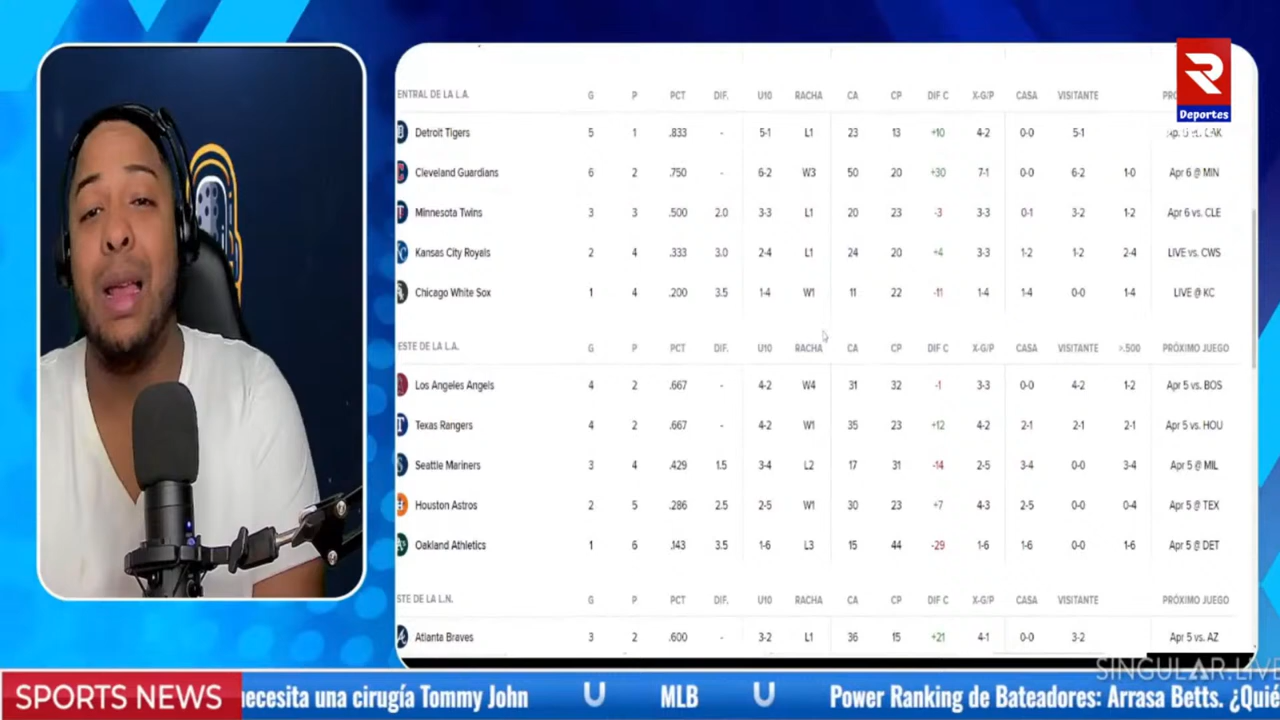 R
Deportes
ENTRAL DE LA L.A. G P PCT DIF. U10 RACHA CA CP DIF C X-G/P CASA VISITANTE
Detroit Tigers 5 1 .833 - 5-1 L1 23 13 +10 4-2 0-0 5-1
Cleveland Guardians 6 2 .750 - 6-2 W3 50 20 +30 7-1 0-0 6-2 1-0 Apr 6 @ MIN
Minnesota Twins 3 3 .500 2.0 3-3 L1 20 23 -3 3-3 0-1 3-2 1-2 Apr 6 vs. CLE
Kansas City Royals 2 4 .333 3.0 2-4 L1 24 20 +4 3-3 1-2 1-2 2-4 LIVE vs. CWS
Chicago White Sox 1 4 .200 3.5 1-4 W1 11 22 -11 1-4 1-4 0-0 1-4 LIVE @ KC
ESTE DE LA L.A. G P PCT DIF. U10 RACHA CA CP DIF C X-G/P CASA VISITANTE >.500 PRÓXIMO JUEGO
Los Angeles Angels 4 2 .667 - 4-2 W4 31 32 -1 3-3 0-0 4-2 1-2 Apr 5 vs. BOS
Texas Rangers 4 2 .667 - 4-2 W1 35 23 +12 4-2 2-1 2-1 2-1 Apr 5 vs. HOU
Seattle Mariners 3 4 .429 1.5 3-4 L2 17 31 -14 2-5 3-4 0-0 3-4 Apr 5 @ MIL
Houston Astros 2 5 .286 2.5 2-5 W1 30 23 +7 4-3 2-5 0-0 0-4 Apr 5 @ TEX
Oakland Athletics 1 6 .143 3.5 1-6 L3 15 44 -29 1-6 1-6 0-0 1-6 Apr 5 @ DET
STE DE LA L.N. G P PCT DIF. U10 RACHA CA CP DIF C X-G/P CASA VISITANTE PRÓXIMO JUEGO
Atlanta Braves 3 2 .600 - 3-2 L1 36 15 +21 4-1 0-0 3-2 Apr 5 vs. AZ
SINGULAR.LIVE
SPORTS NEWS necesita una cirugía Tommy John MLB Power Ranking de Bateadores: Arrasa Betts. ¿Quié